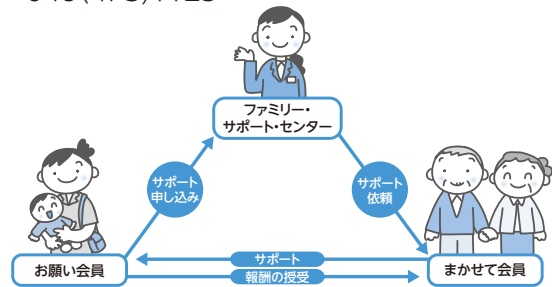 ファミリー・
サポート・センター
サポート
申し込み
サポート
依頼
お願い会員
サポート
報酬の授受
まかせて会員